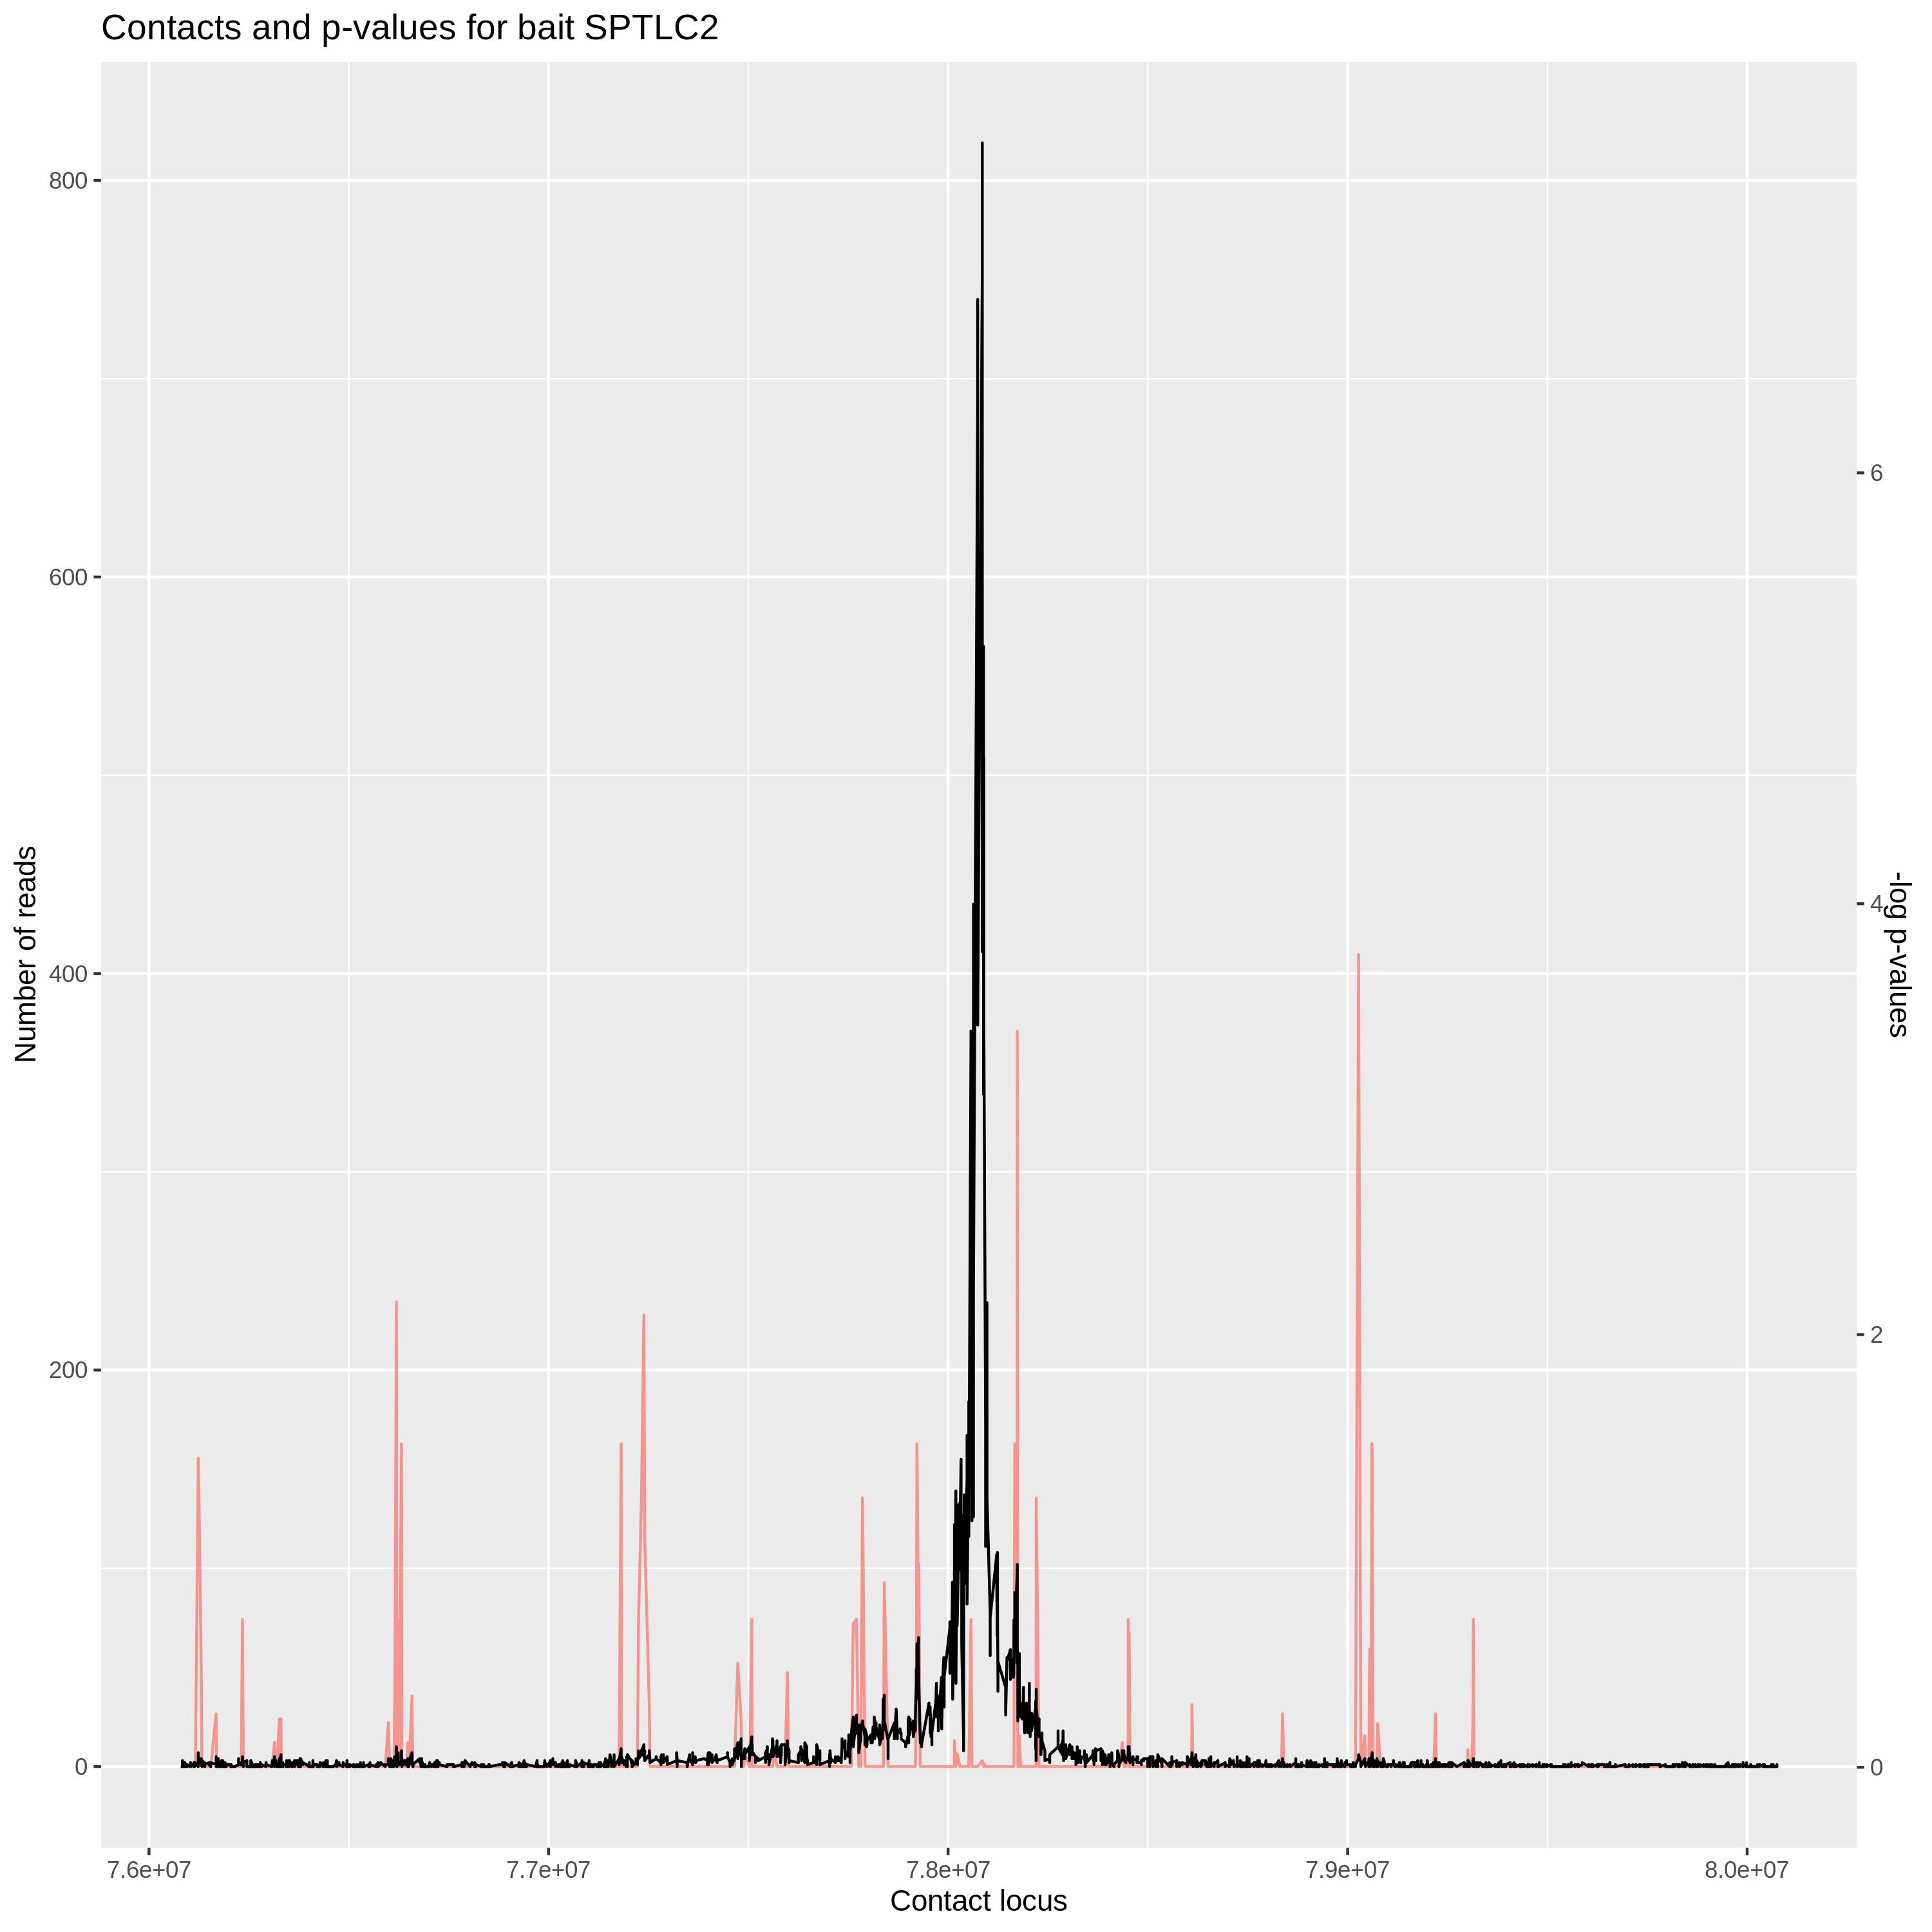 Contacts and p-values for bait SPTLC2
800
600
400
200
0
Number of reads
6
4
2
0
-log p-values
7.6e+07
7.7e+07
7.8e+07
7.9e+07
8.0e+07
Contact locus